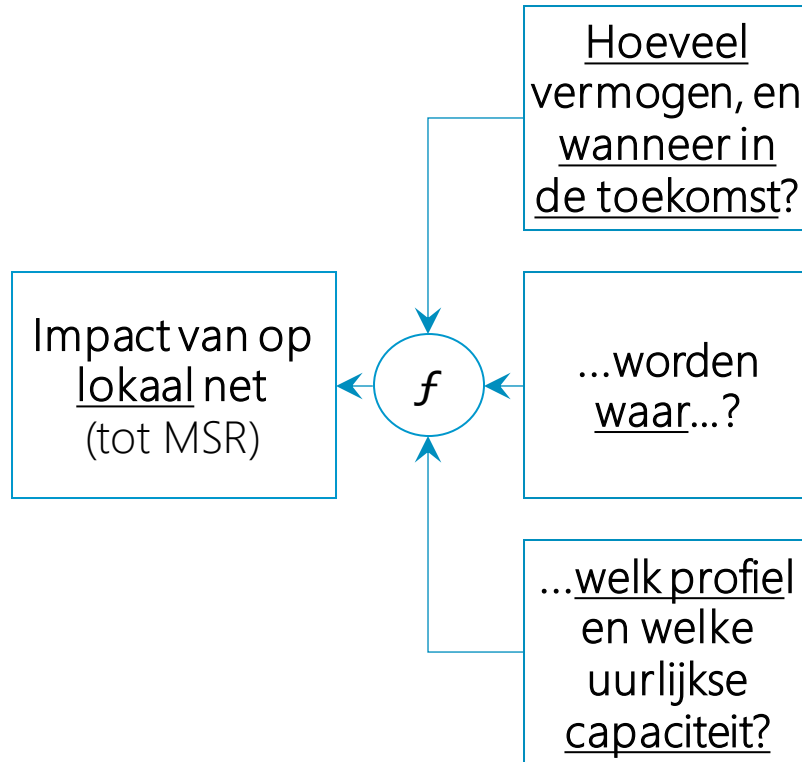 Hoeveel
vermogen, en
wanneer in
de toekomst?
Impact van op
lokaal net
(tot MSR)
f
...worden
waar...?
...welk profiel
en welke
uurlijkse
capaciteit?